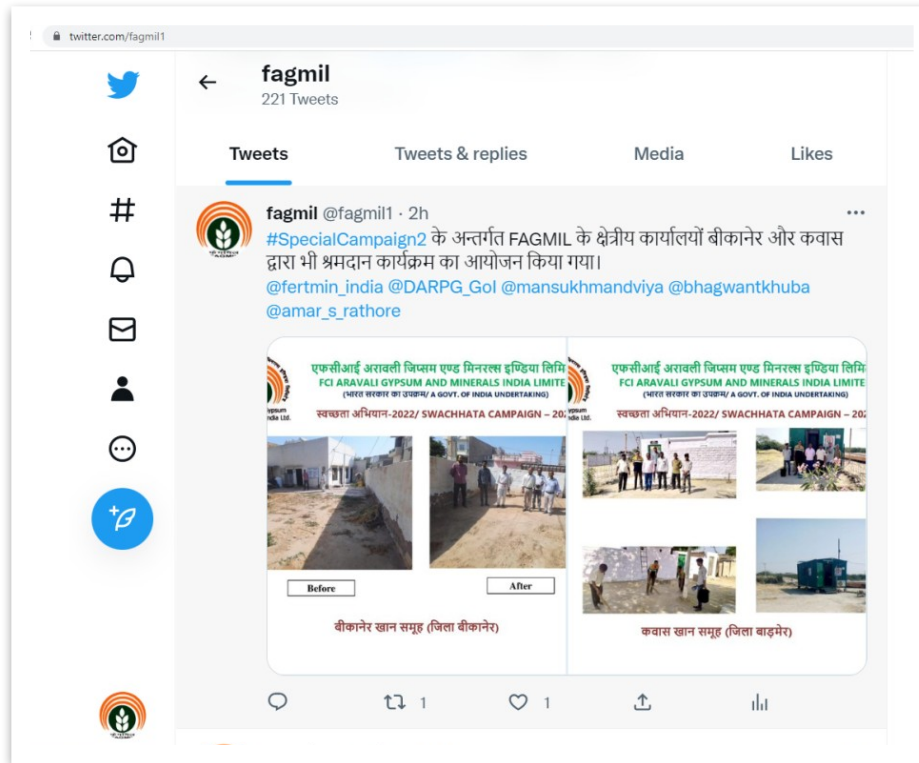 twitter.com/fagmil1
fagmil
221 Tweets
Tweets Tweets & replies Media Likes
fagmil @fagmil1 · 2h
#SpecialCampaign2 के अन्तर्गत FAGMIL के क्षेत्रीय कार्यालयों बीकानेर और कवास
द्वारा भी श्रमदान कार्यक्रम का आयोजन किया गया।
@fertmin_india @DARPG_GoI @mansukhmandviya @bhagwantkhuba
@amar_s_rathore
एफसीआई अरावली जिप्सम एण्ड मिनरल्स इण्डिया लिमि
FCI ARAVALI GYPSUM AND MINERALS INDIA LIMITE
(भारत सरकार का उपक्रम/ A GOVT. OF INDIA UNDERTAKING)
स्वच्छता अभियान-2022/ SWACHHATA CAMPAIGN – 202
Before
After
बीकानेर खान समूह (जिला बीकानेर)
एफसीआई अरावली जिप्सम एण्ड मिनरल्स इण्डिया लिमि
FCI ARAVALI GYPSUM AND MINERALS INDIA LIMITE
(भारत सरकार का उपक्रम/ A GOVT. OF INDIA UNDERTAKING)
स्वच्छता अभियान-2022/ SWACHHATA CAMPAIGN – 202
कवास खान समूह (जिला बाड़मेर)
1 1